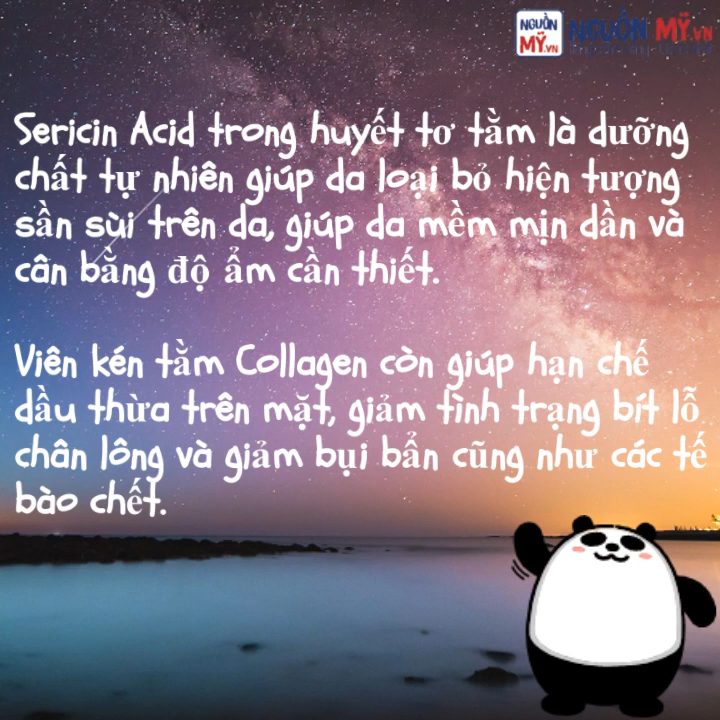 NGUỒN MỸ.VN
NGUỒN MỸ.VN
Sericin Acid trong huyết tơ tằm là dưỡng
chất tự nhiên giúp da loại bỏ hiện tượng
sần sùi trên da, giúp da mềm mịn dần và
cân bằng độ ẩm cần thiết.
Viên kén tằm Collagen còn giúp hạn chế
dầu thừa trên mặt, giảm tình trạng bít lỗ
chân lông và giảm bụi bẩn cũng như các tế
bào chết.